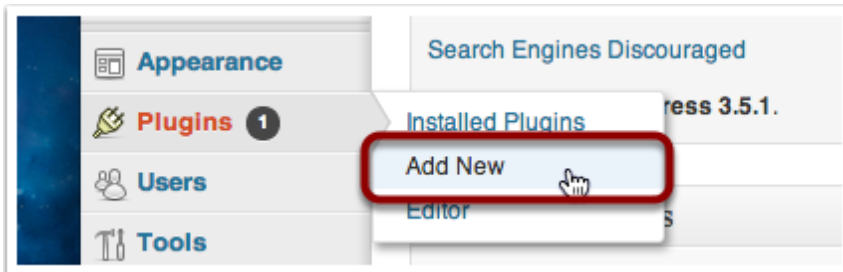 Appearance
Plugins 1
Users
Tools
Search Engines Discouraged
ress 3.5.1.
Installed Plugins
Add New
Editor
s